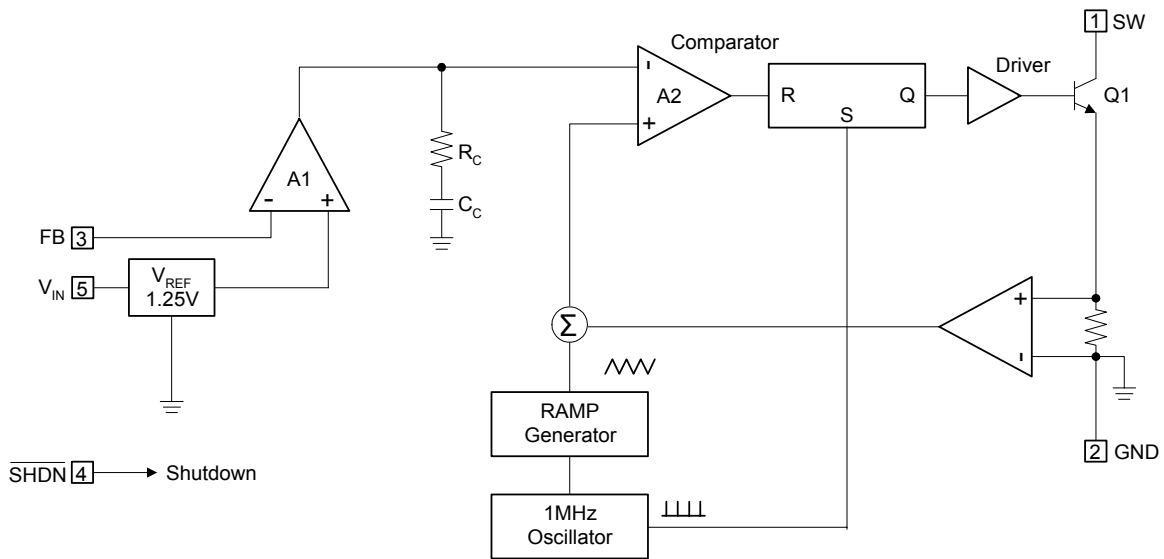 1 SW
Comparator
Driver
-
A2
+
R Q
S
Q1
A1
- +
R_C
C_C
FB 3
V_IN 5
V_REF
1.25V
Σ
+
-
RAMP
Generator
SHDN 4 Shutdown
2 GND
1MHz
Oscillator